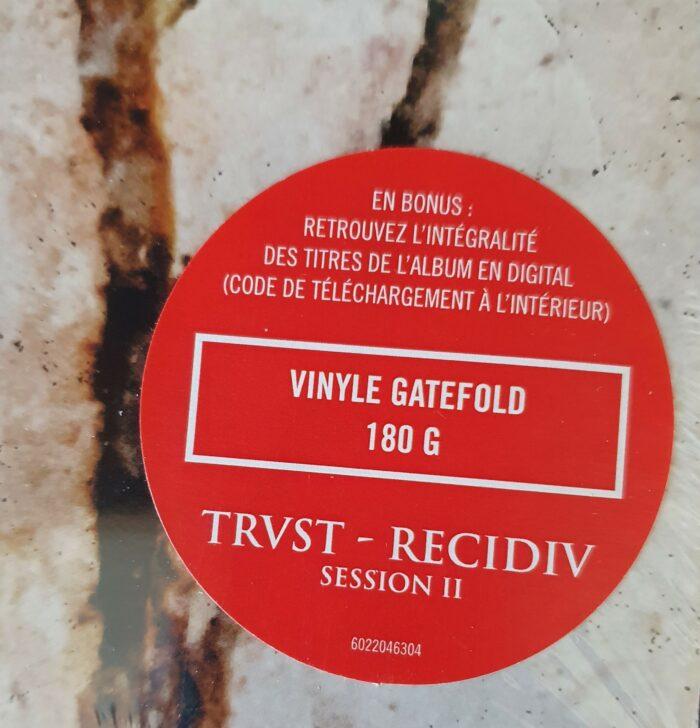 EN BONUS :
RETROUVEZ L'INTÉGRALITÉ
DES TITRES DE L'ALBUM EN DIGITAL
(CODE DE TÉLÉCHARGEMENT À L'INTÉRIEUR)
VINYLE GATEFOLD
180 G
TRVST - RECIDIV
SESSION II
6022046304